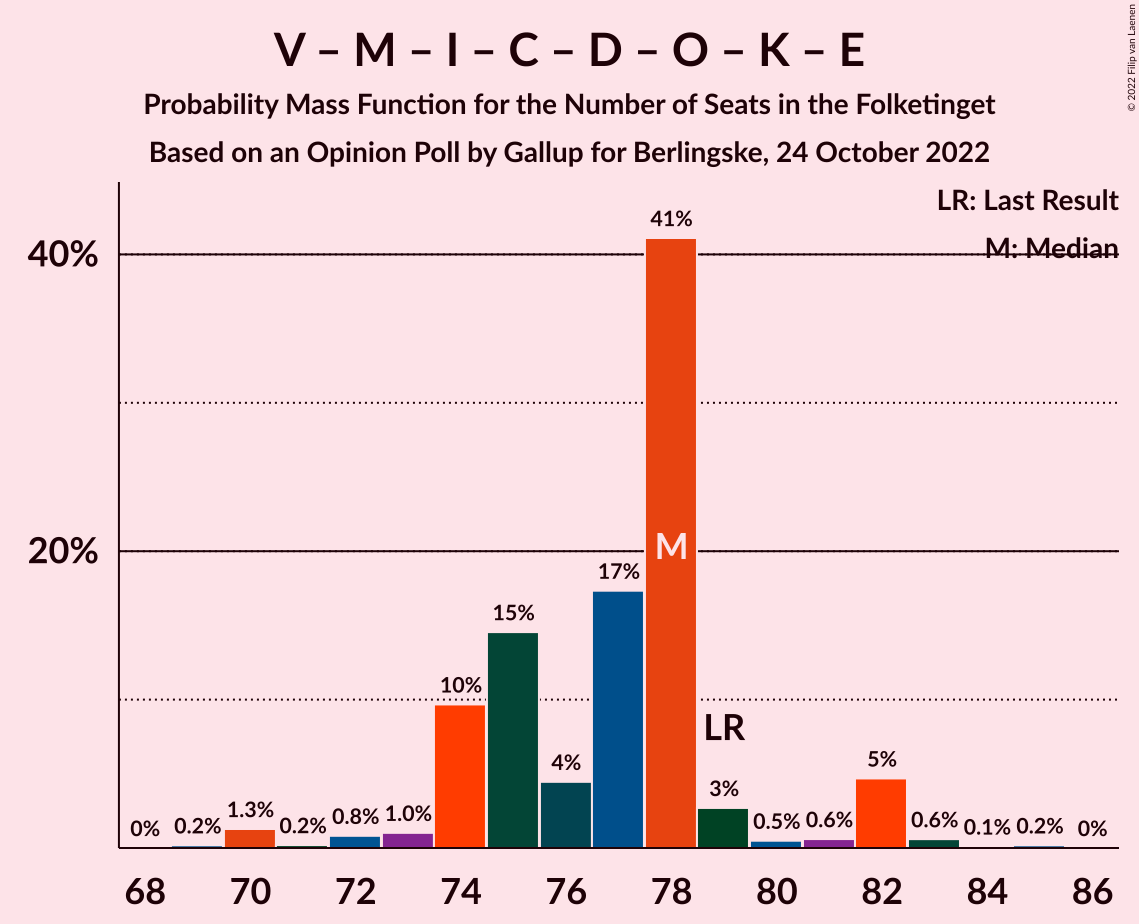 V – M – I – C – D – O – K – E
Probability Mass Function for the Number of Seats in the Folketinget
Based on an Opinion Poll by Gallup for Berlingske, 24 October 2022
© 2022 Filip van Laenen
LR: Last Result
M: Median
40%
20%
0%
0.2%
1.3%
0.2%
0.8%
1.0%
10%
15%
4%
17%
41%
M
LR
3%
0.5%
0.6%
5%
0.6%
0.1%
0.2%
0%
68 70 72 74 76 78 80 82 84 86